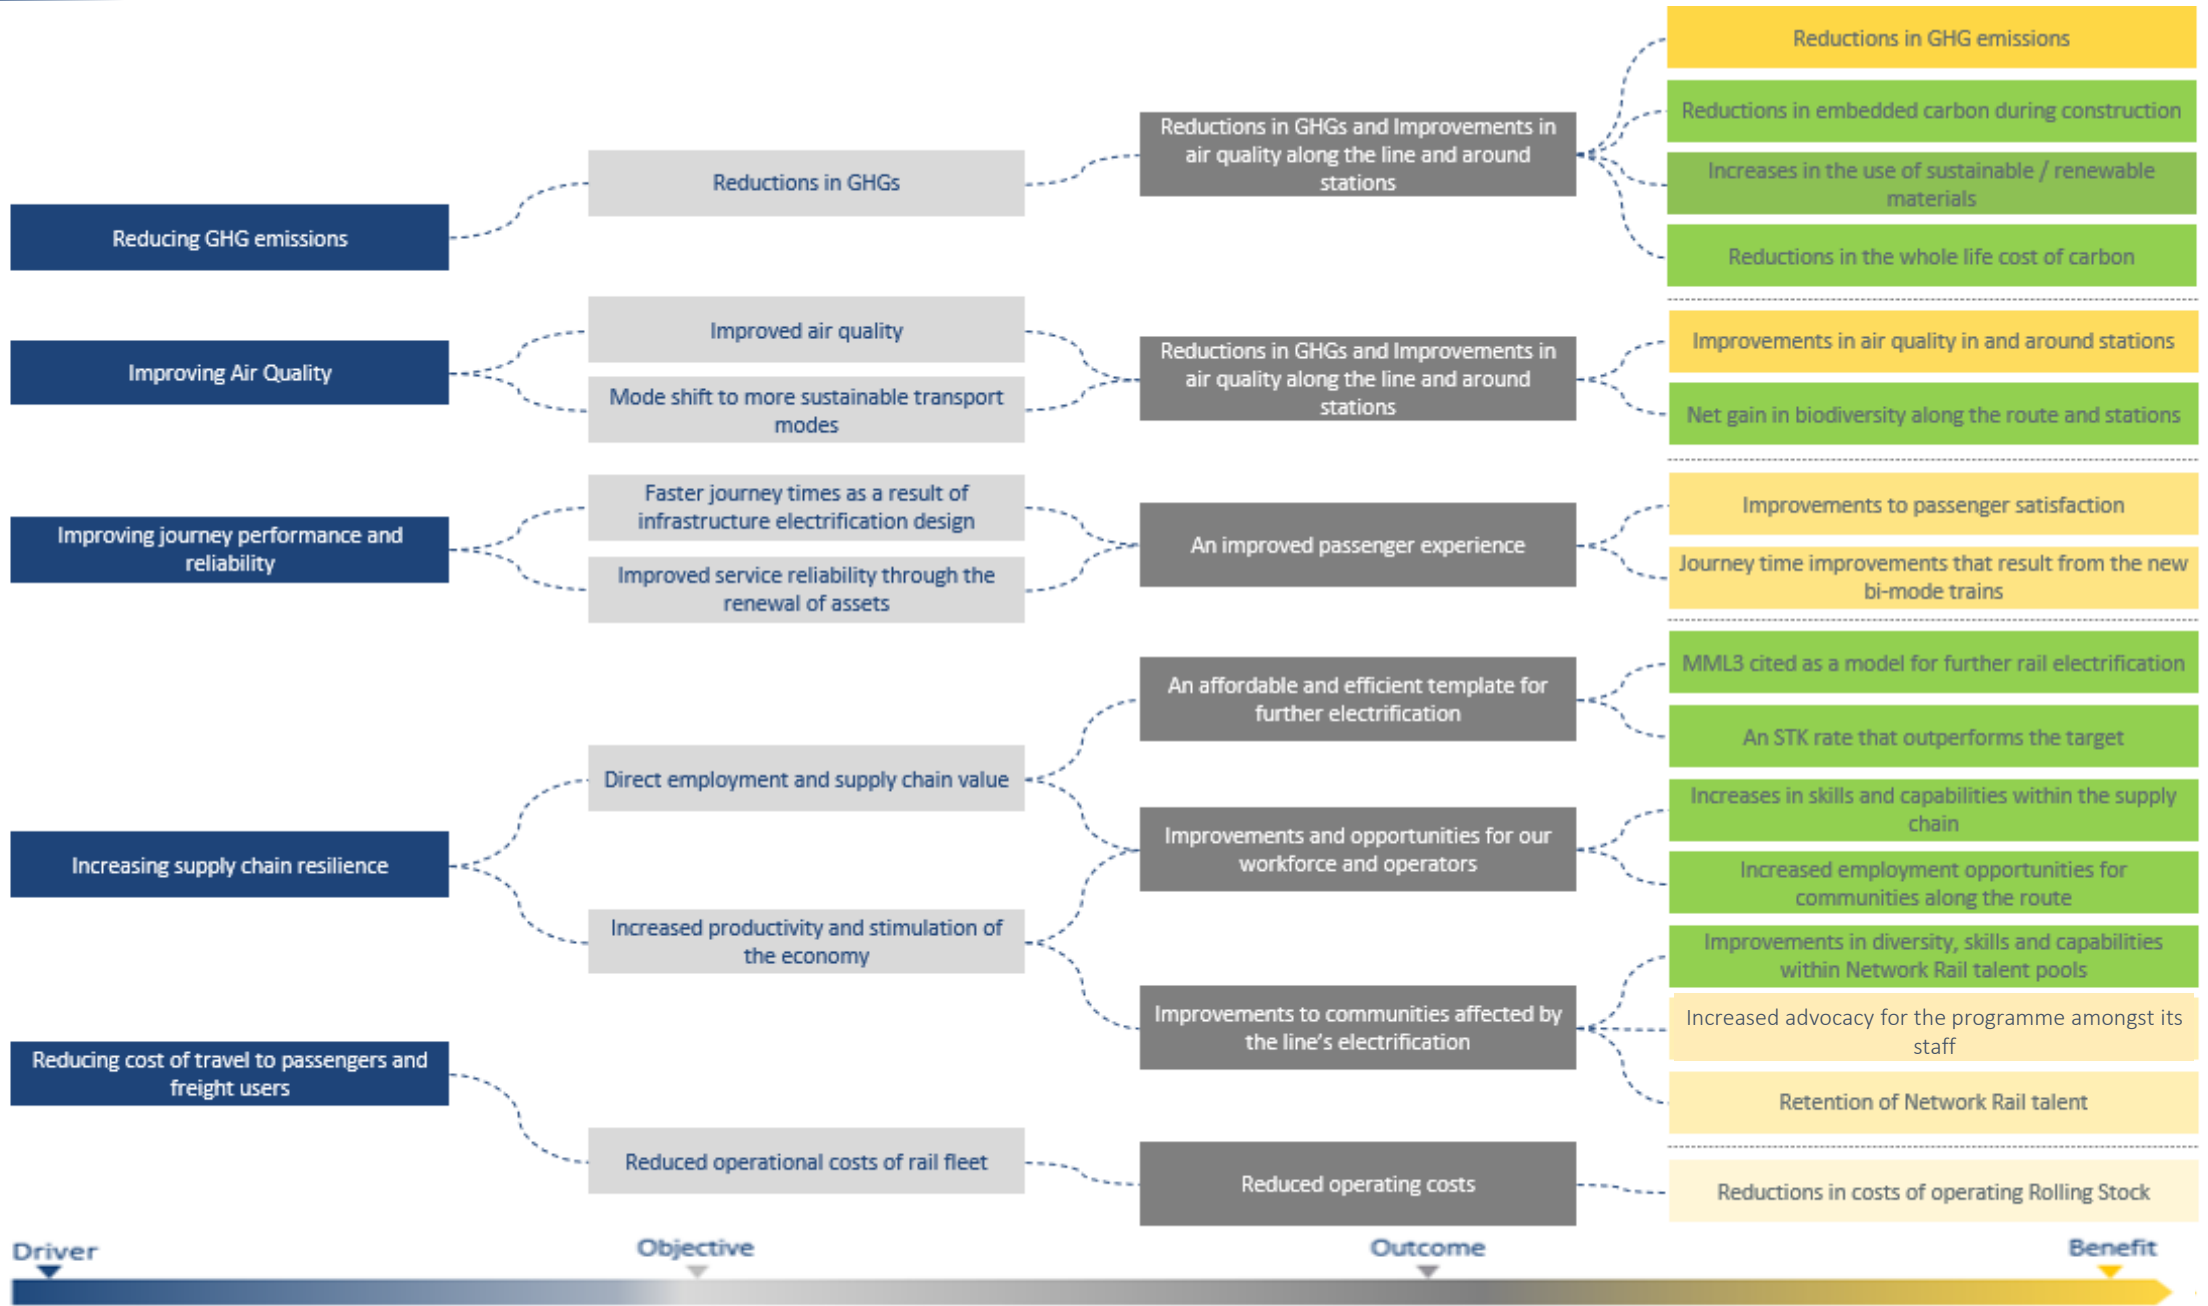 Reducing GHG emissions
Improving Air Quality
Improving journey performance and
reliability
Increasing supply chain resilience
Reducing cost of travel to passengers and
freight users
Reductions in GHGs
Improved air quality
Mode shift to more sustainable transport
modes
Faster journey times as a result of
infrastructure electrification design
Improved service reliability through the
renewal of assets
Direct employment and supply chain value
Increased productivity and stimulation of
the economy
Reduced operational costs of rail fleet
Reductions in GHGs and Improvements in
air quality along the line and around
stations
Reductions in GHGs and Improvements in
air quality along the line and around
stations
An improved passenger experience
An affordable and efficient template for
further electrification
Improvements and opportunities for our
workforce and operators
Improvements to communities affected by
the line's electrification
Reduced operating costs
Reductions in GHG emissions
Reductions in embedded carbon during construction
Increases in the use of sustainable / renewable
materials
Reductions in the whole life cost of carbon
Improvements in air quality in and around stations
Net gain in biodiversity along the route and stations
Improvements to passenger satisfaction
Journey time improvements that result from the new
bi-mode trains
MML3 cited as a model for further rail electrification
An STK rate that outperforms the target
Increases in skills and capabilities within the supply
chain
Increased employment opportunities for
communities along the route
Improvements in diversity, skills and capabilities
within Network Rail talent pools
Increased advocacy for the programme amongst its
staff
Retention of Network Rail talent
Reductions in costs of operating Rolling Stock
Driver
Objective
Outcome
Benefit